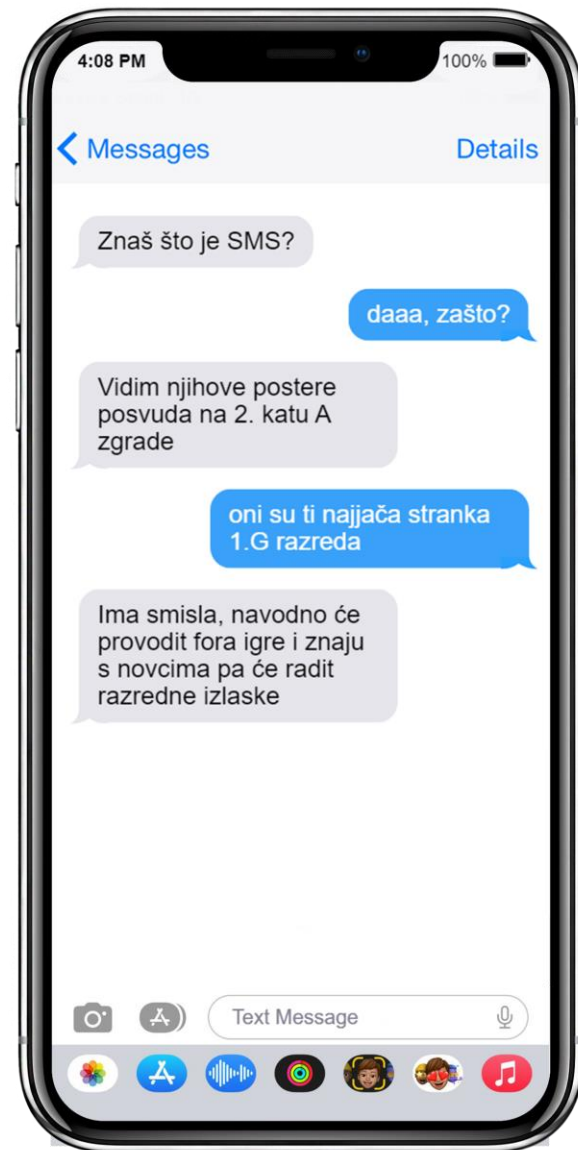 4:08 PM 100%
Messages Details
Znaš što je SMS?
daaa, zašto?
Vidim njihove postere
posvuda na 2. katu A
zgrade
oni su ti najjača stranka
1.G razreda
Ima smisla, navodno će
provodit fora igre i znaju
s novcima pa će radit
razredne izlaske
Text Message